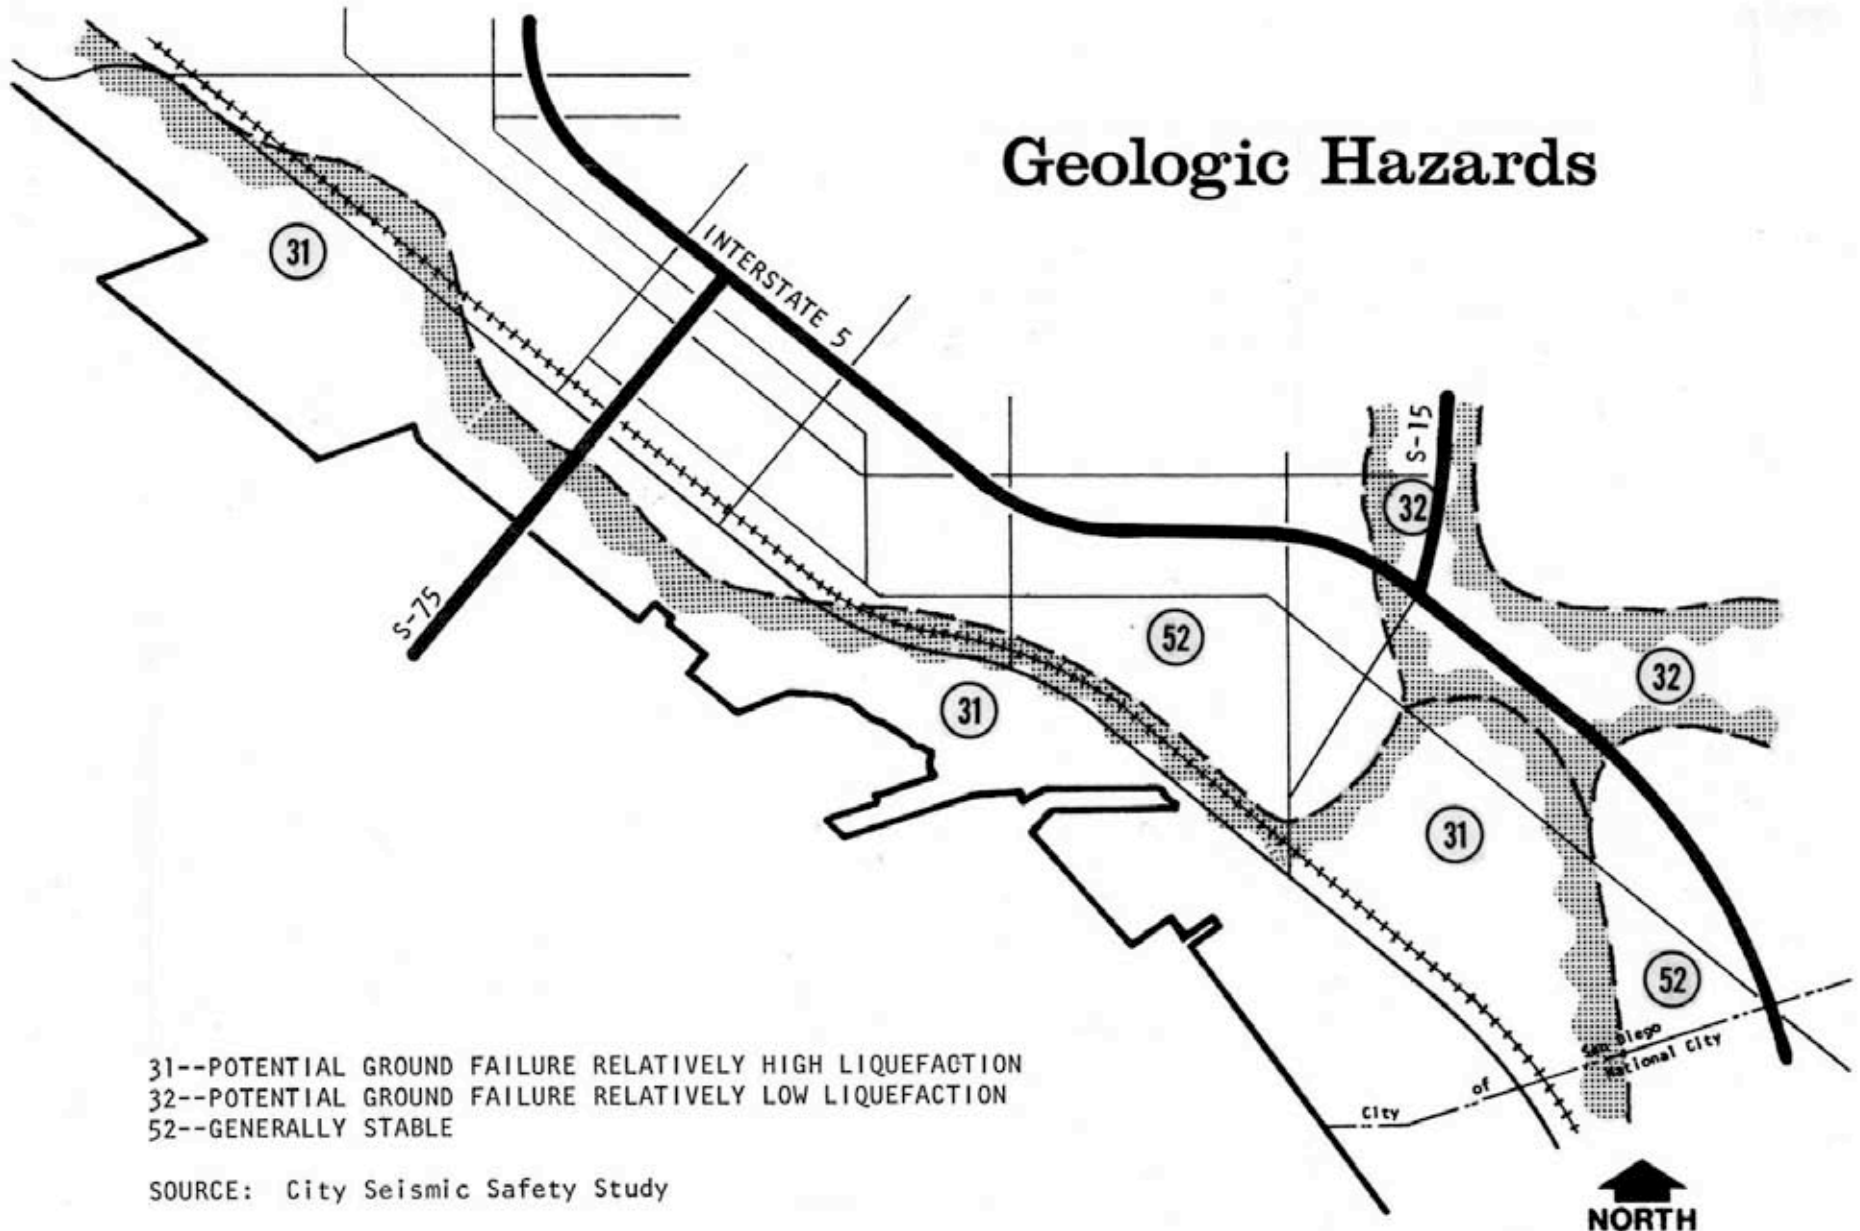 Geologic Hazards
31
INTERSTATE 5
S-15
32
S-75
52
32
31
31
52
San Diego
National City
City of
31--POTENTIAL GROUND FAILURE RELATIVELY HIGH LIQUEFACTION
32--POTENTIAL GROUND FAILURE RELATIVELY LOW LIQUEFACTION
52--GENERALLY STABLE
SOURCE: City Seismic Safety Study
NORTH